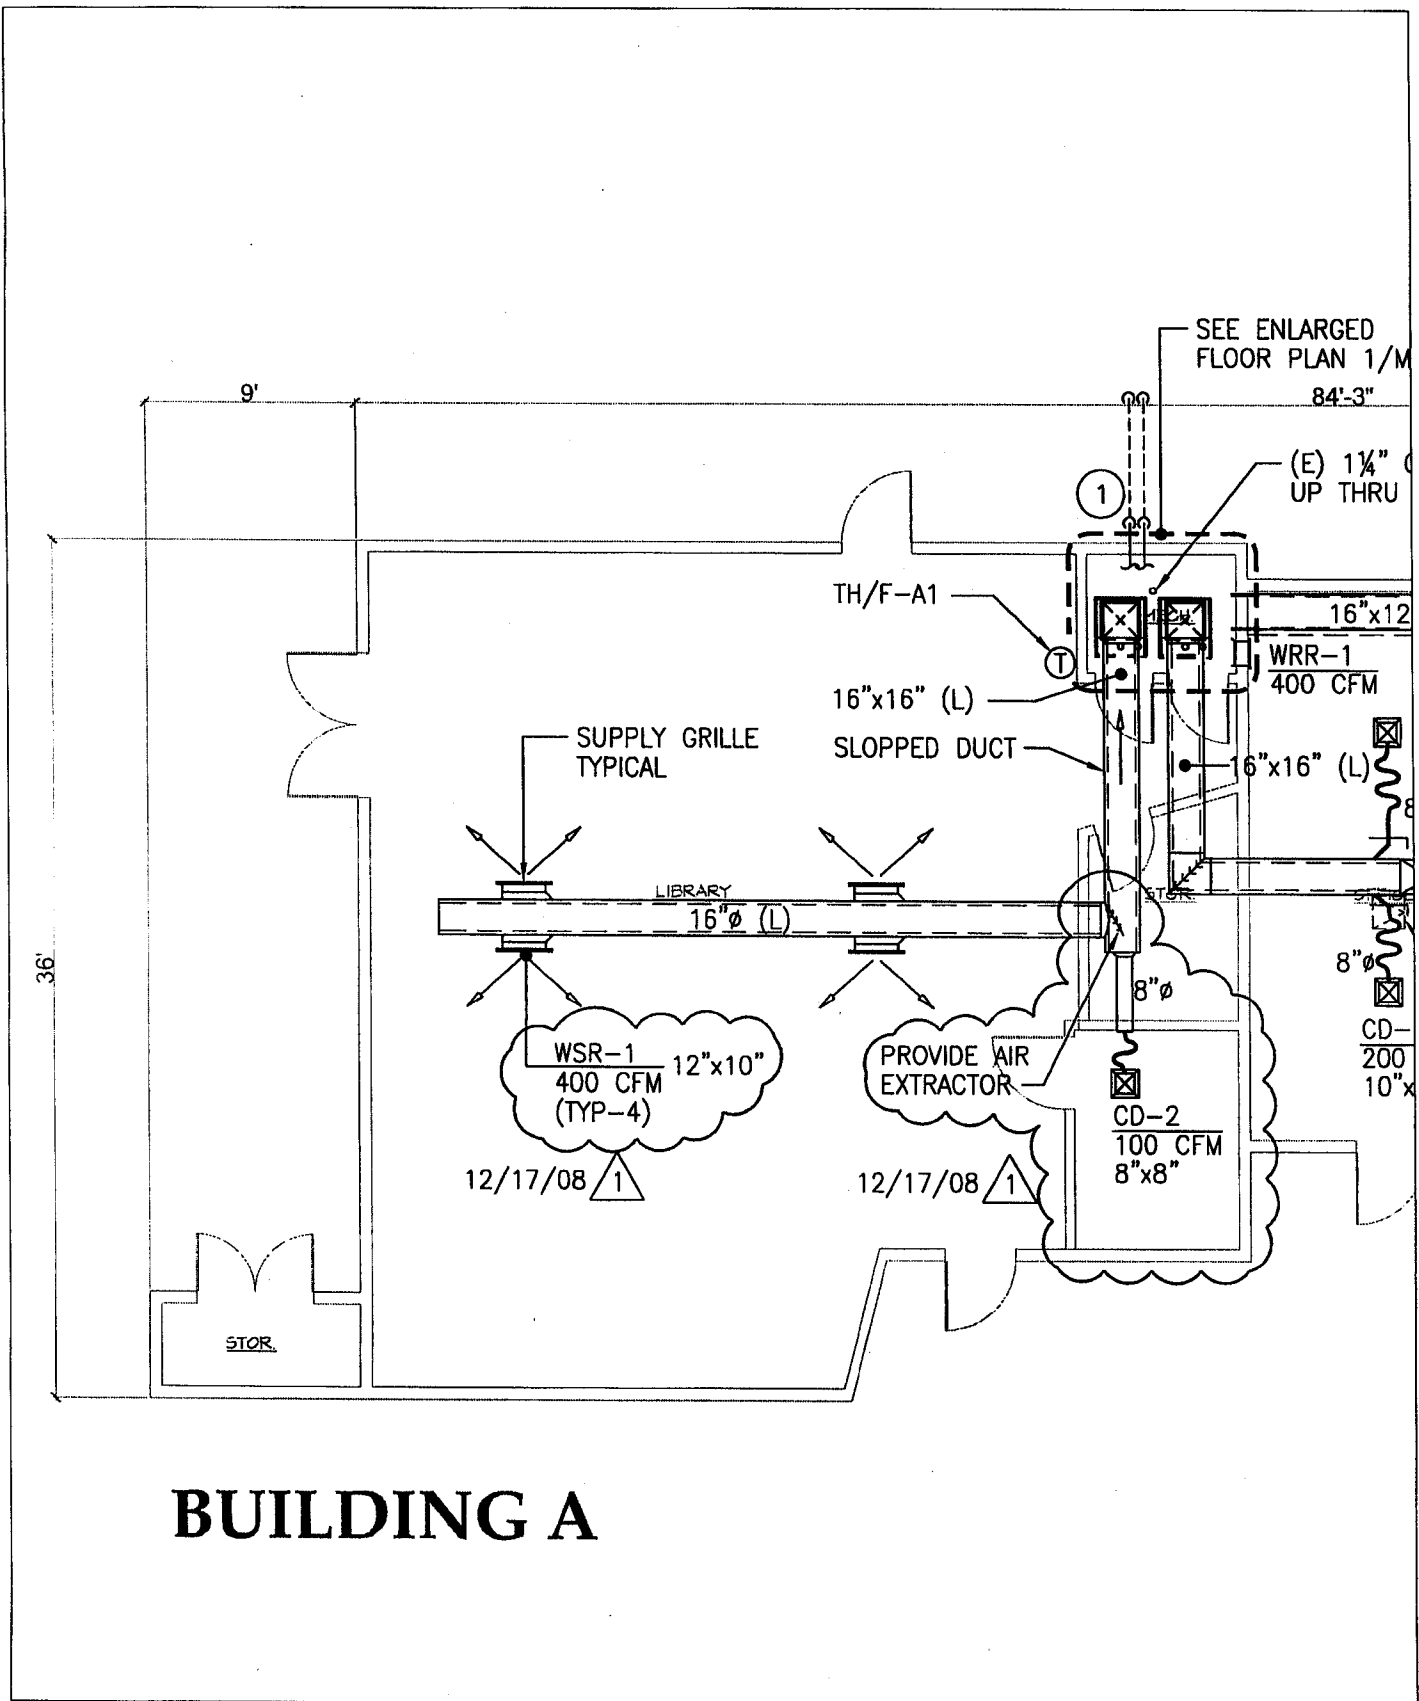 SEE ENLARGED
FLOOR PLAN 1/M
9'
84'-3"
(E) 1¼"
UP THRU
1
TH/F-A1
T
16"x12
WRR-1
400 CFM
16"x16" (L)
SLOPPED DUCT
SUPPLY GRILLE
TYPICAL
16"x16" (L)
8
LIBRARY
16"ø (L)
STOR.
36'
8"ø
8"ø
WSR-1
400 CFM
(TYP-4)
12"x10"
PROVIDE AIR
EXTRACTOR
CD-
200
10"x
CD-2
100 CFM
8"x8"
12/17/08
1
12/17/08
1
STOR.
BUILDING A